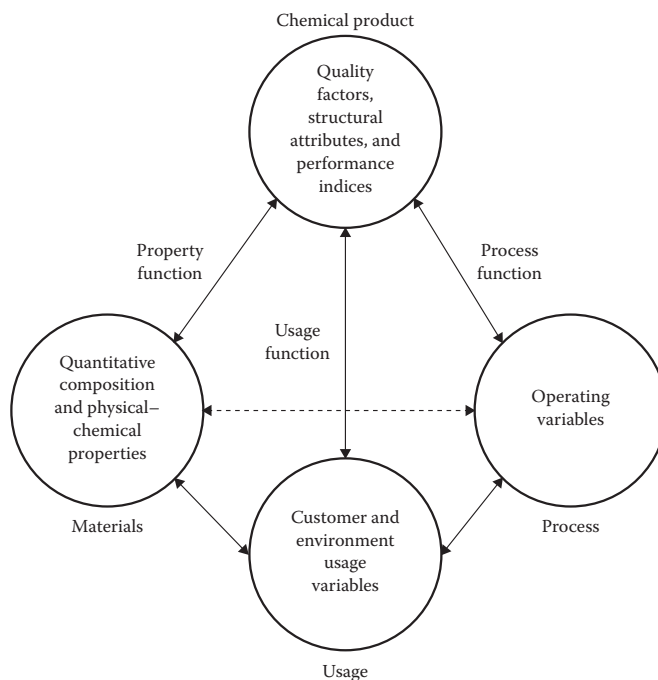 Chemical product
Quality
factors,
structural
attributes, and
performance
indices
Property
function
Process
function
Usage
function
Quantitative
composition
and physical–
chemical
properties
Operating
variables
Materials
Customer and
environment
usage
variables
Process
Usage